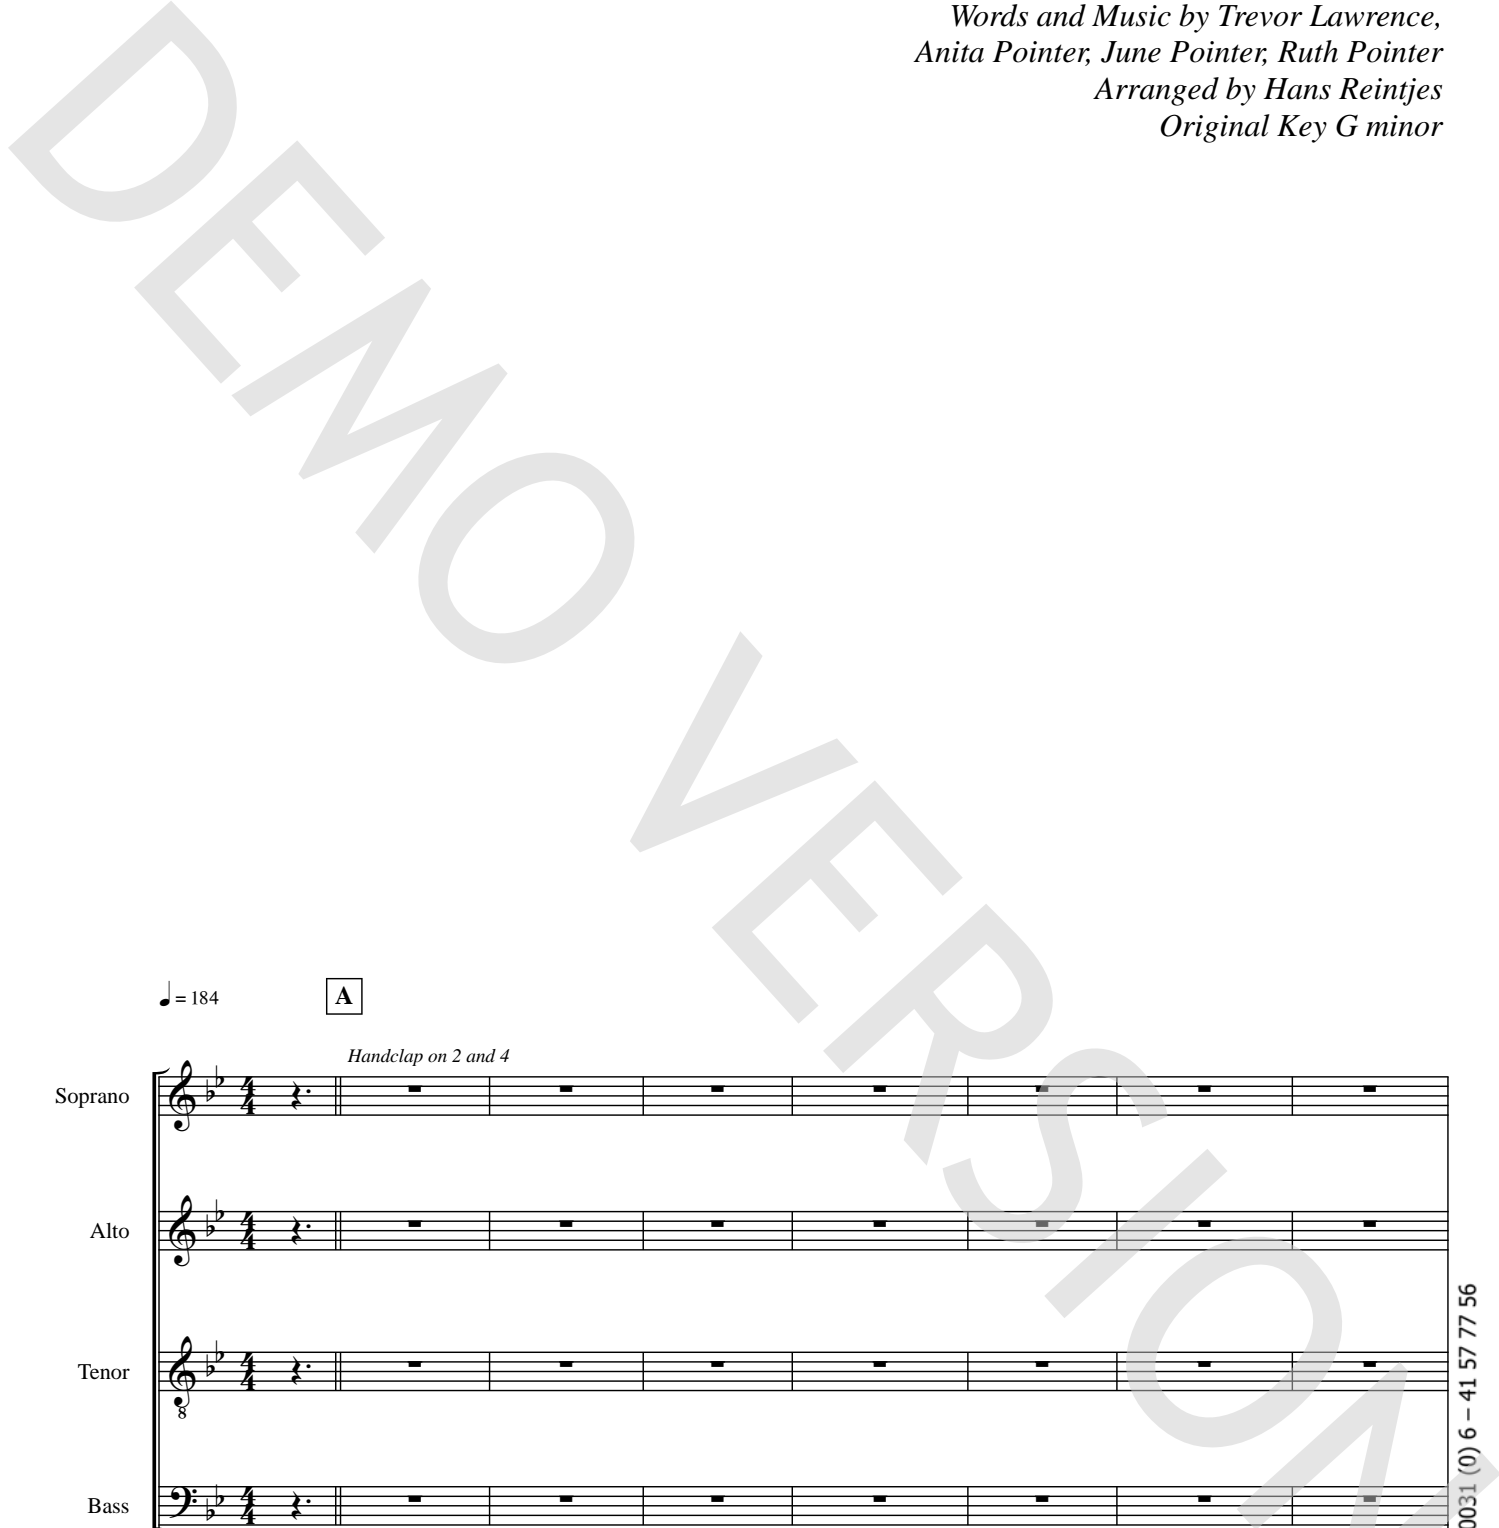 Words and Music by Trevor Lawrence,
Anita Pointer, June Pointer, Ruth Pointer
Arranged by Hans Reintjes
Original Key G minor
DEMO VERSION
= 184
A
Handclap on 2 and 4
Soprano
Alto
Tenor
8
Bass
0031 (0) 6 – 41 57 77 56